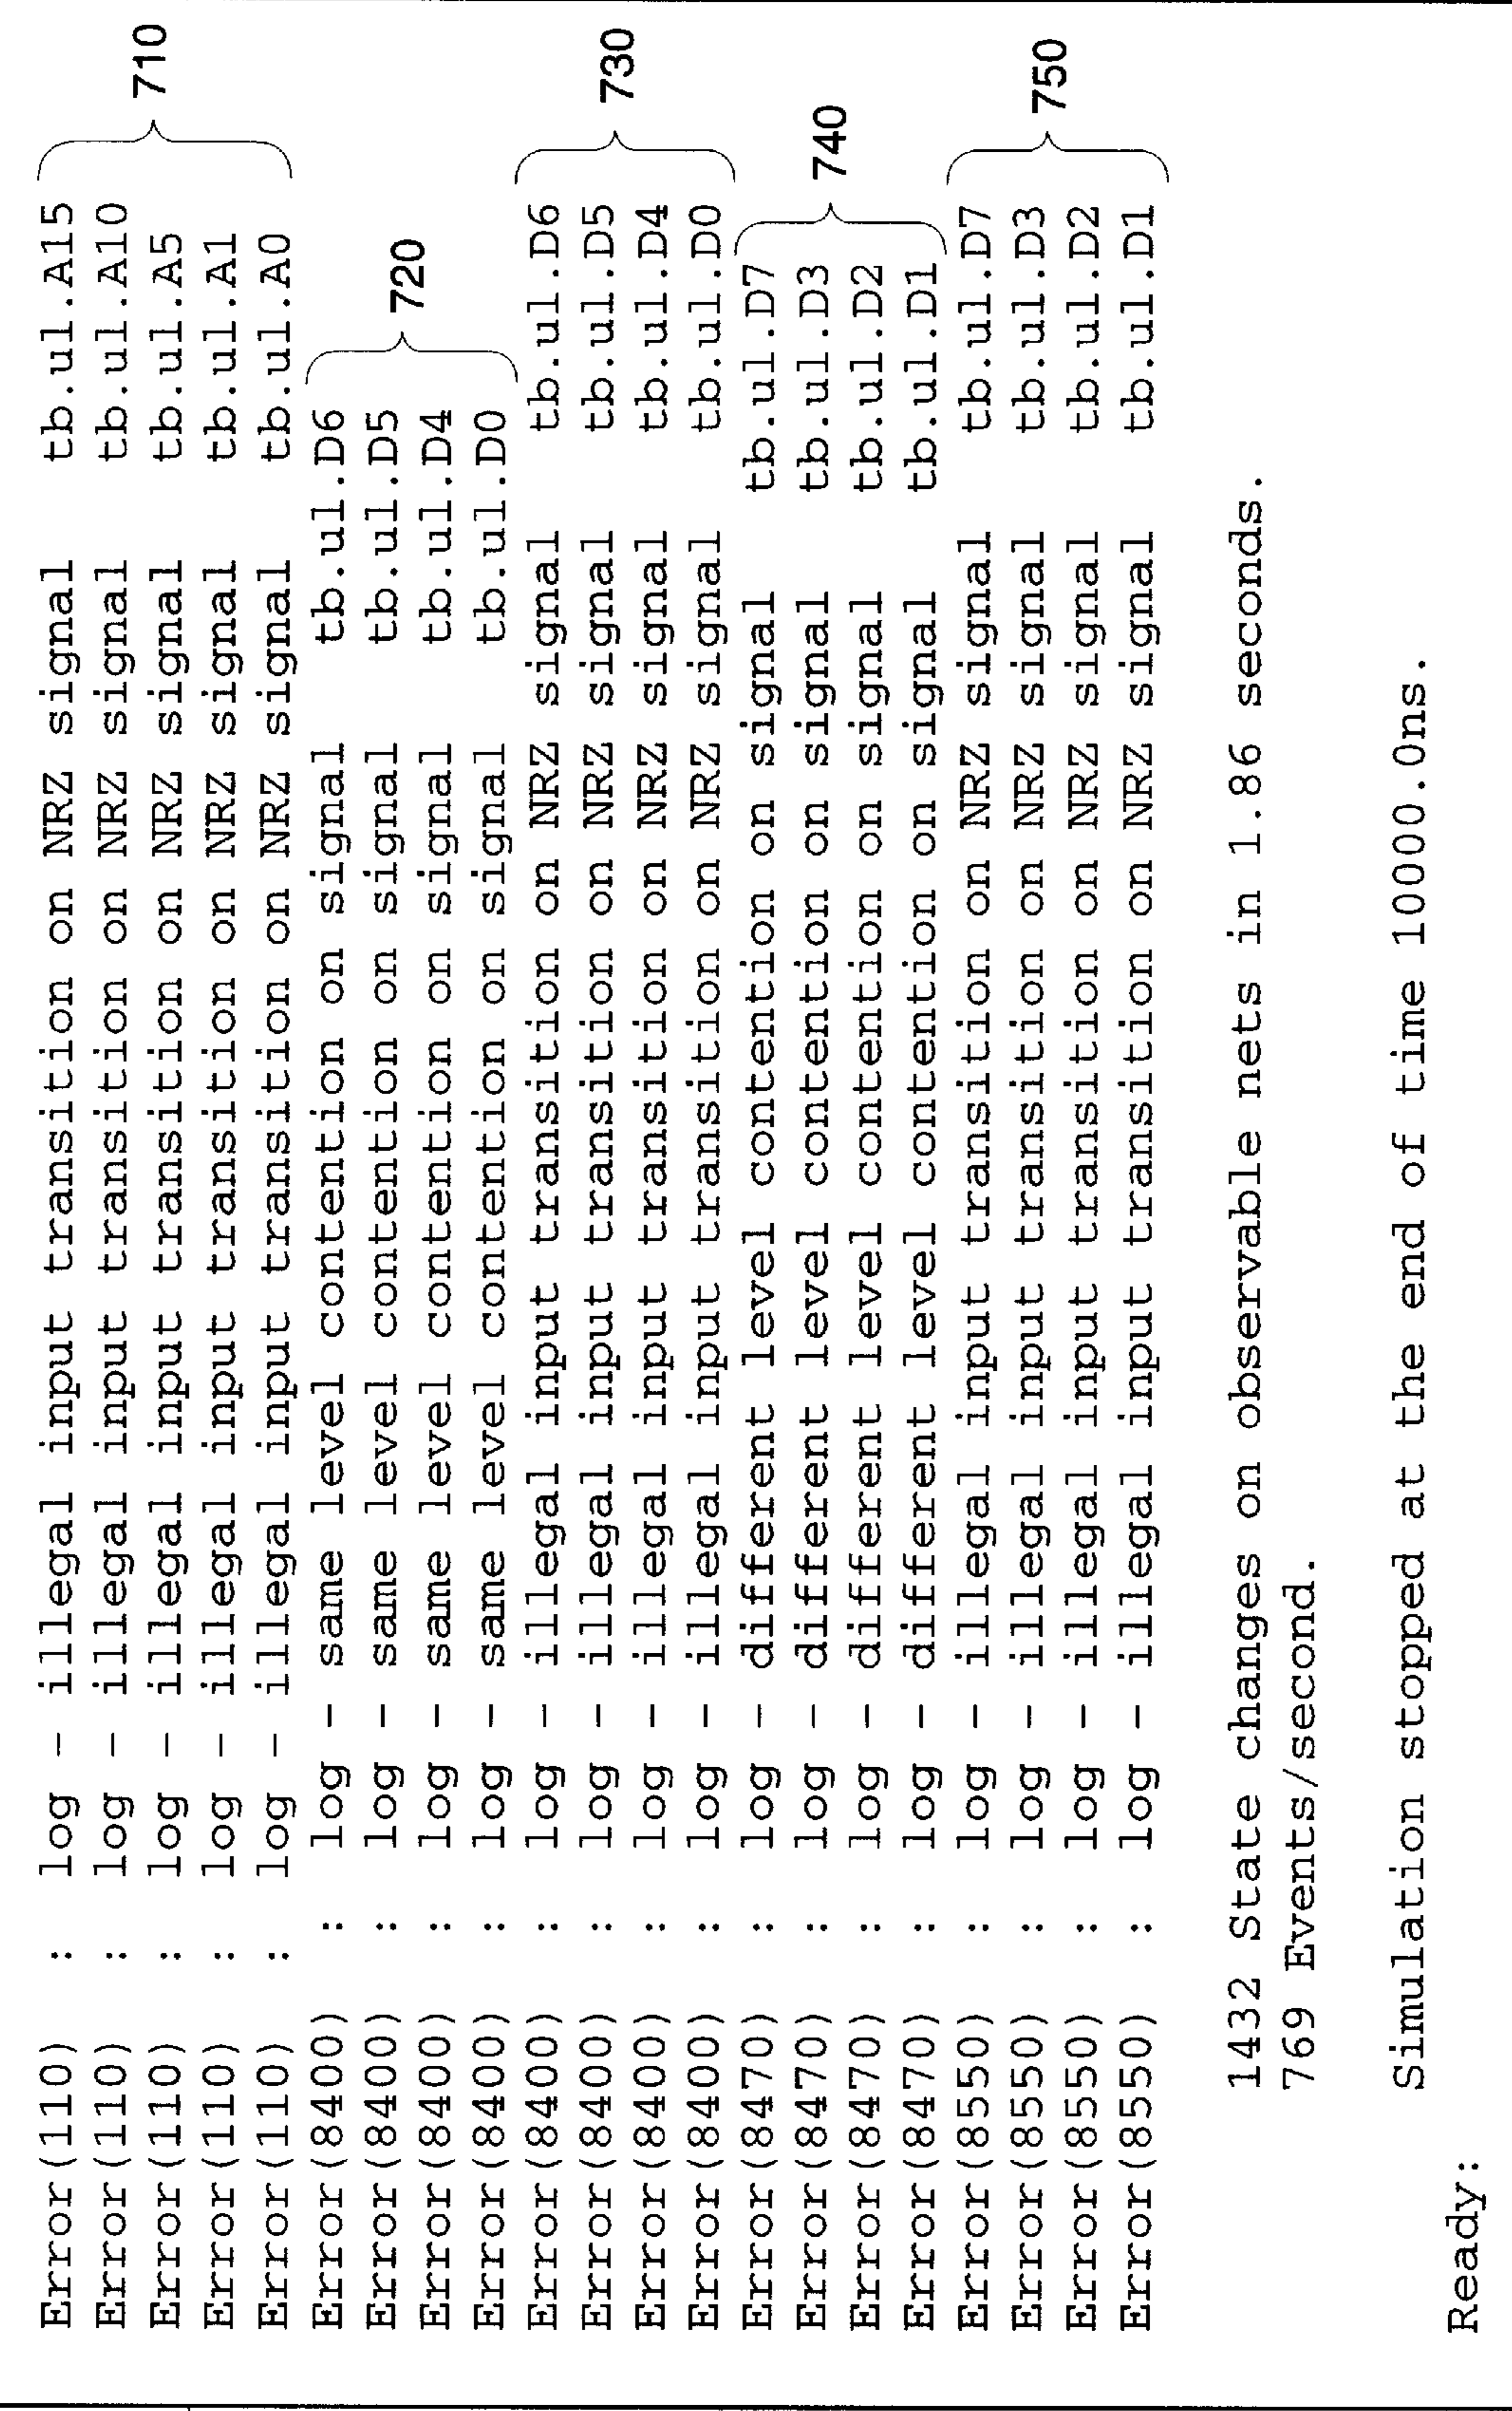 Error(110) : log - illegal input transition on NRZ signal tb.ul.A15
Error(110) : log - illegal input transition on NRZ signal tb.ul.A10
Error(110) : log - illegal input transition on NRZ signal tb.ul.A5
Error(110) : log - illegal input transition on NRZ signal tb.ul.A1
Error(110) : log - illegal input transition on NRZ signal tb.ul.A0
710
Error(8400) : log - same level contention on signal tb.ul.D6
Error(8400) : log - same level contention on signal tb.ul.D5
Error(8400) : log - same level contention on signal tb.ul.D4
Error(8400) : log - same level contention on signal tb.ul.D0
720
Error(8400) : log - illegal input transition on NRZ signal tb.ul.D6
Error(8400) : log - illegal input transition on NRZ signal tb.ul.D5
Error(8400) : log - illegal input transition on NRZ signal tb.ul.D4
Error(8400) : log - illegal input transition on NRZ signal tb.ul.D0
730
Error(8470) : log - different level contention on signal tb.ul.D7
Error(8470) : log - different level contention on signal tb.ul.D3
Error(8470) : log - different level contention on signal tb.ul.D2
Error(8470) : log - different level contention on signal tb.ul.D1
740
Error(8550) : log - illegal input transition on NRZ signal tb.ul.D7
Error(8550) : log - illegal input transition on NRZ signal tb.ul.D3
Error(8550) : log - illegal input transition on NRZ signal tb.ul.D2
Error(8550) : log - illegal input transition on NRZ signal tb.ul.D1
750
1432 State changes on observable nets in 1.86 seconds.
769 Events/second.
Simulation stopped at the end of time 10000.0ns.
Ready: